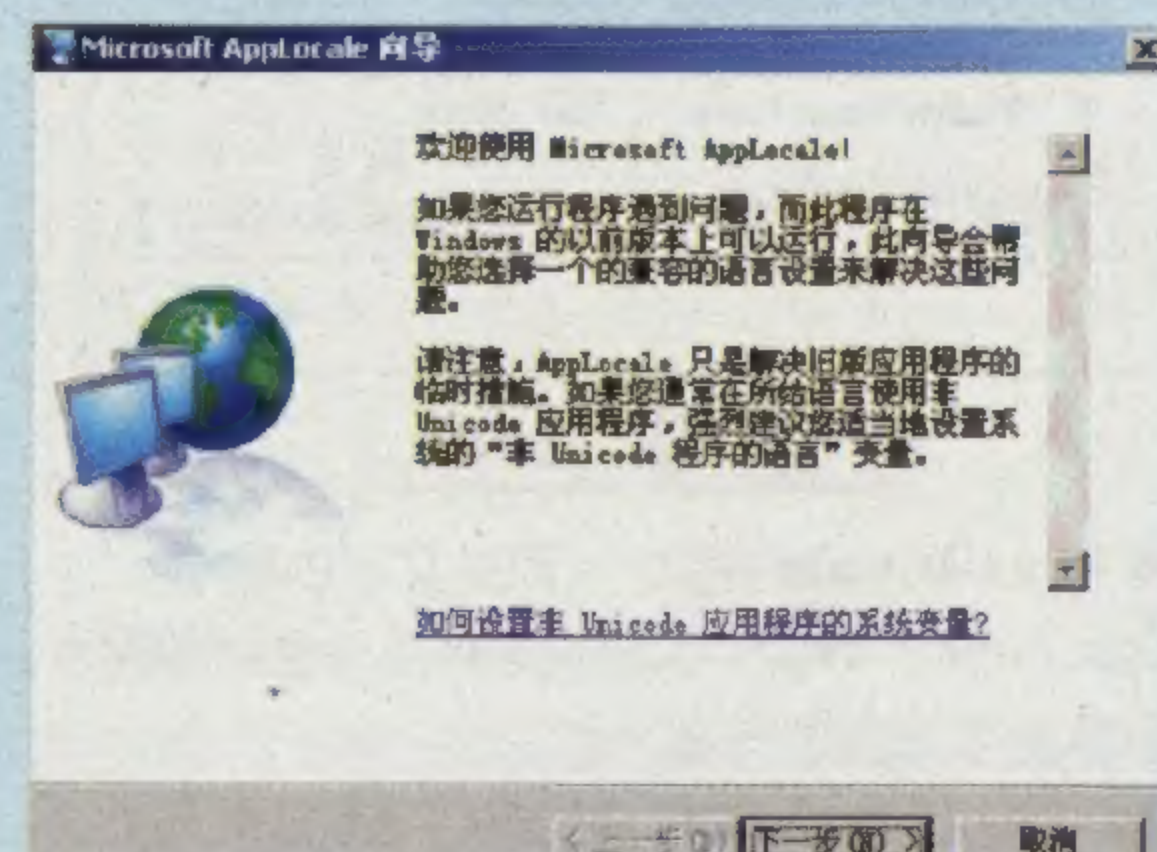 Microsoft AppLocale 向导
欢迎使用 Microsoft AppLocale!
如果您运行程序遇到问题，而此程序在
Windows 的以前版本上可以运行，此向导会帮
助您选择一个的兼容的语言设置来解决这些问
题。
请注意，AppLocale 只是解决旧版应用程序的
临时措施。如果您通常在所给语言使用非
Unicode 应用程序，强烈建议您适当地设置系
统的“非 Unicode 程序的语言”变量。
如何设置非 Unicode 应用程序的系统变量?
< 上一步(B) 下一步(N) > 取消